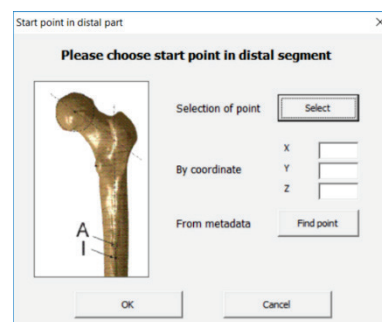 Start point in distal part
Please choose start point in distal segment
Selection of point
Select
By coordinate
X
Y
Z
From metadata
Find point
A
I
OK
Cancel